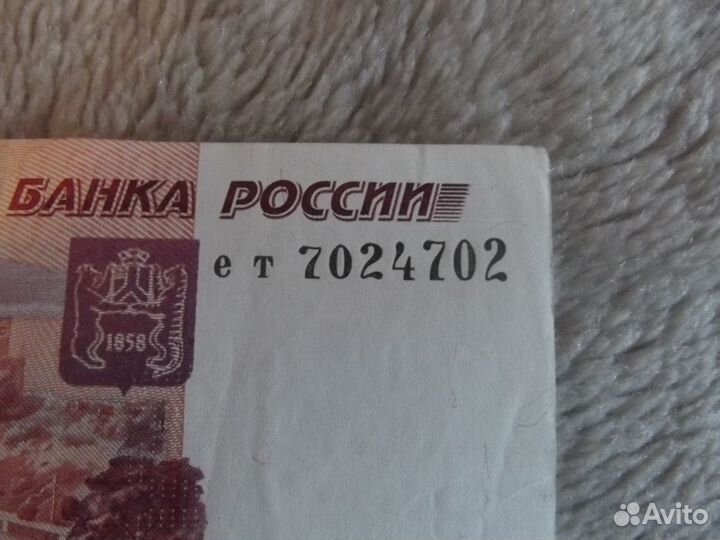 БАНКА РОССИИ
ет 7024702
1858
Avito